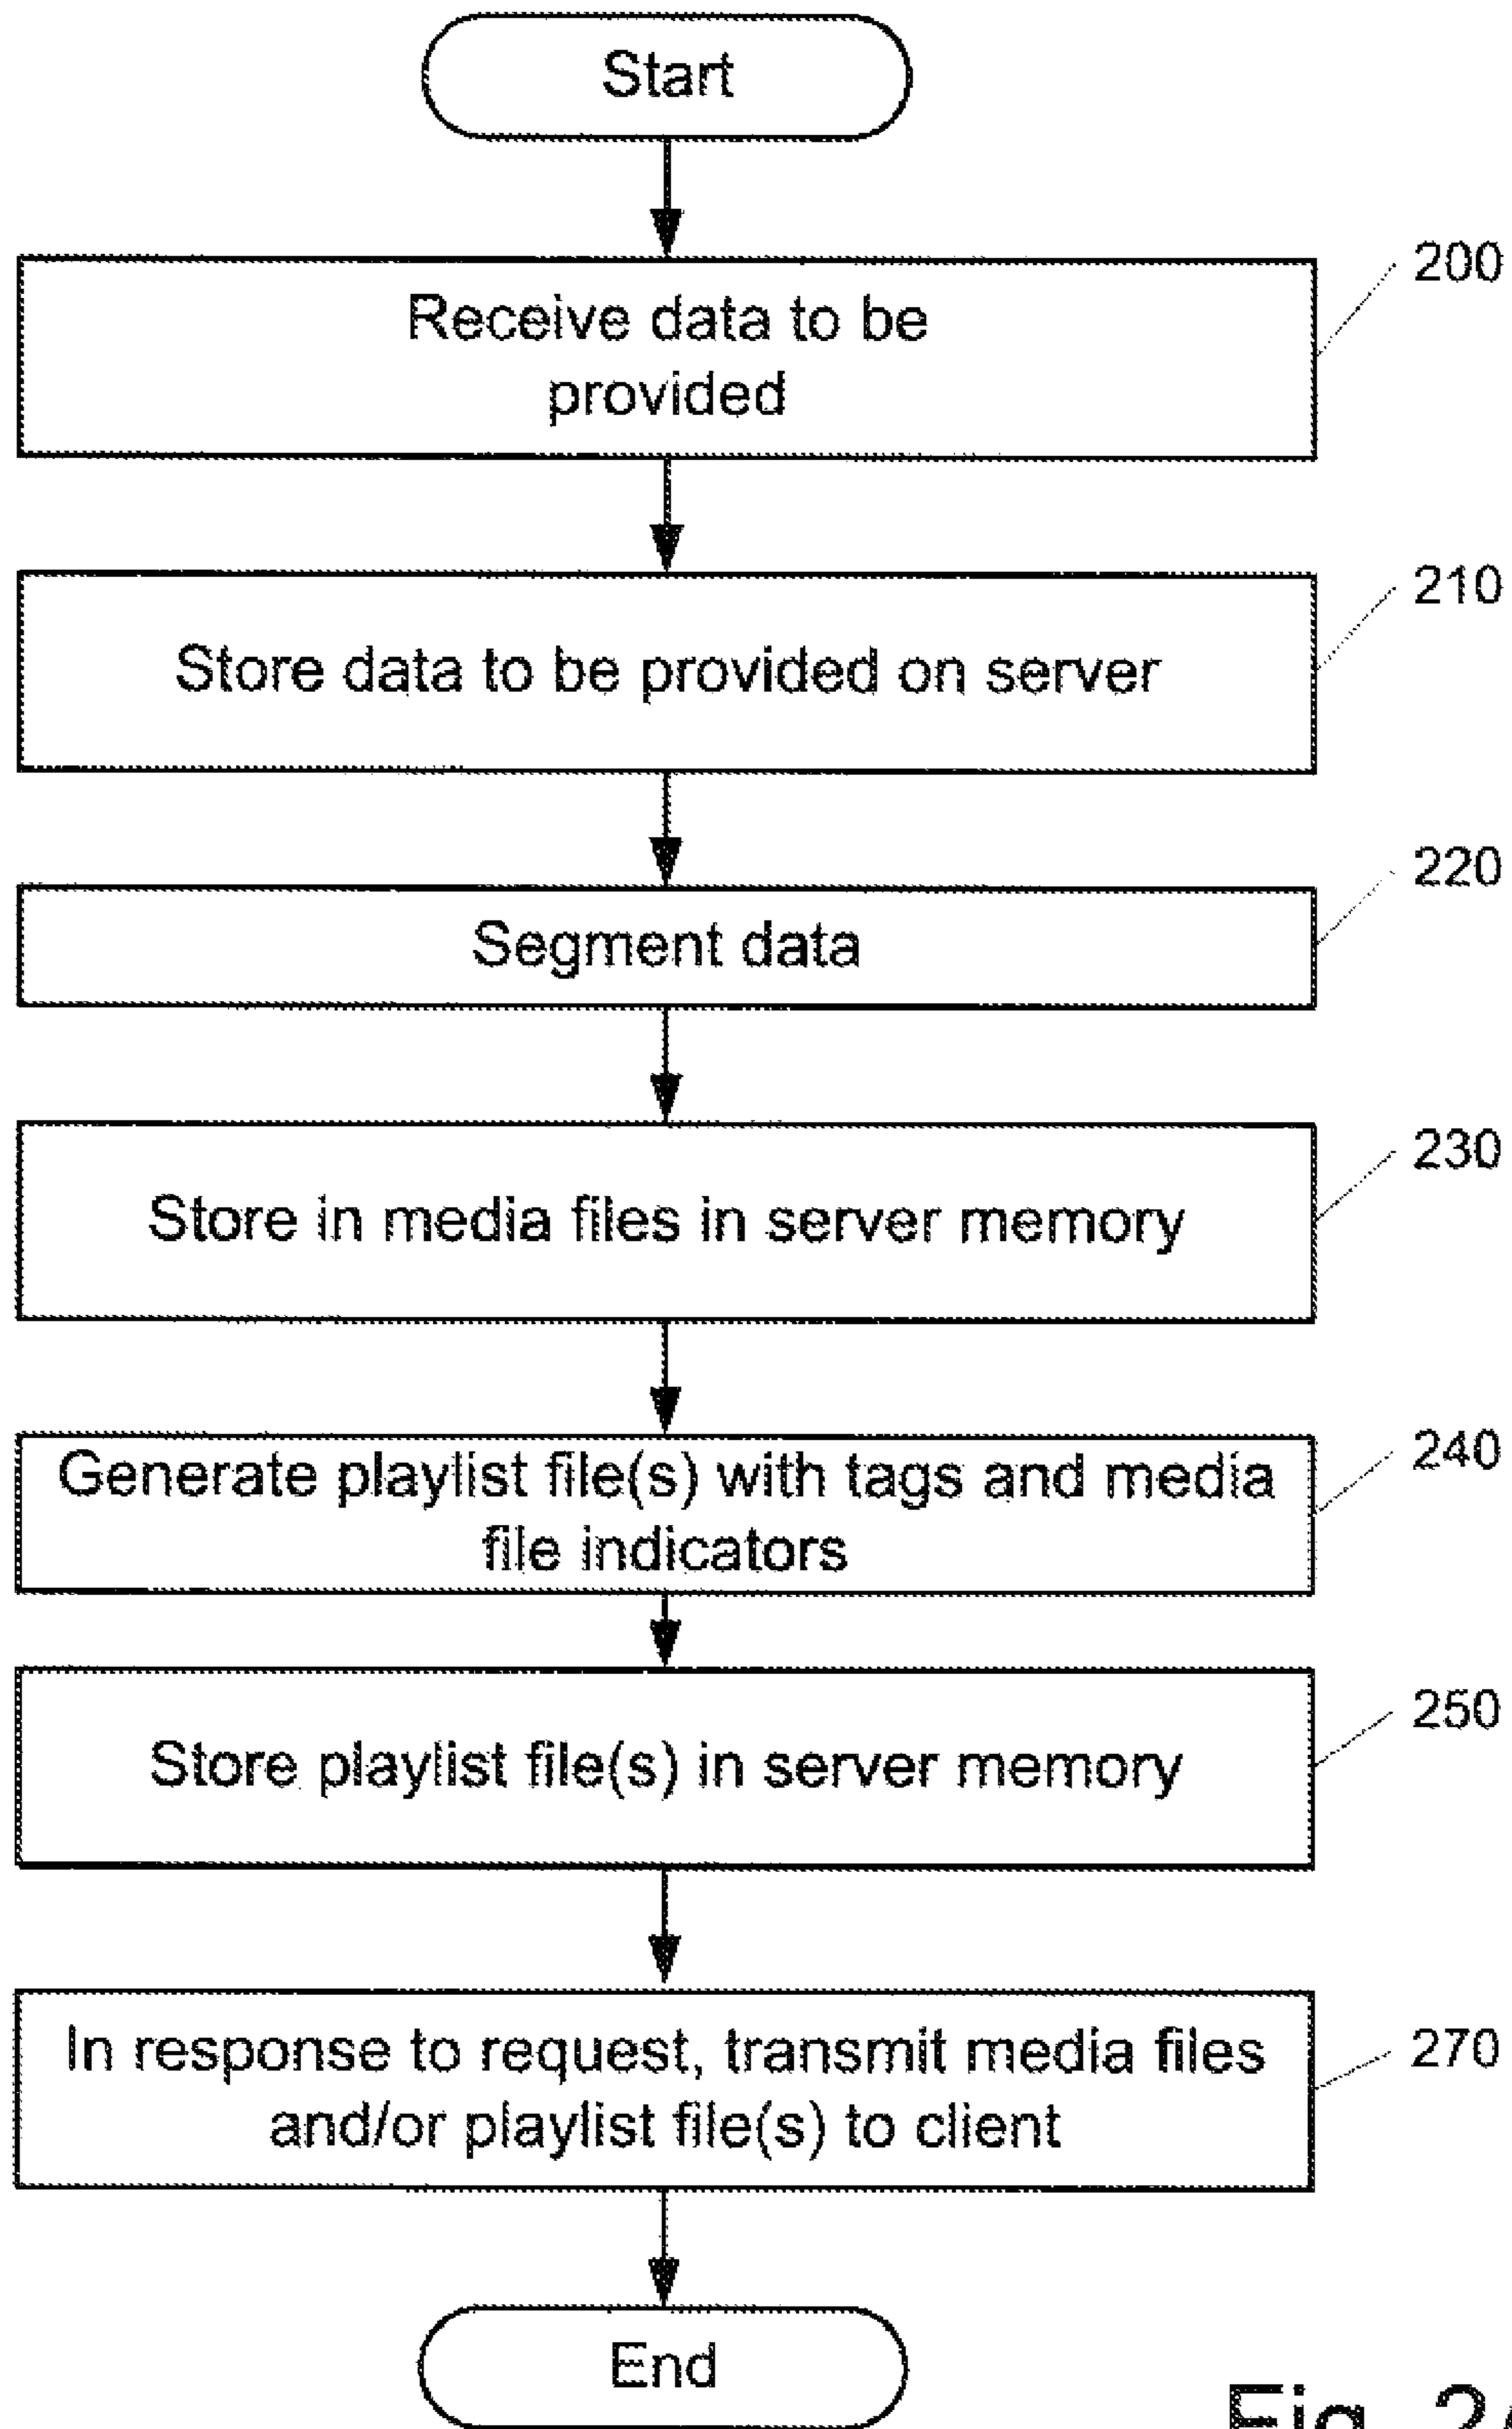 Start
200
Receive data to be
provided
210
Store data to be provided on server
220
Segment data
230
Store in media files in server memory
240
Generate playlist file(s) with tags and media
file indicators
250
Store playlist file(s) in server memory
270
In response to request, transmit media files
and/or playlist file(s) to client
End
Fig.